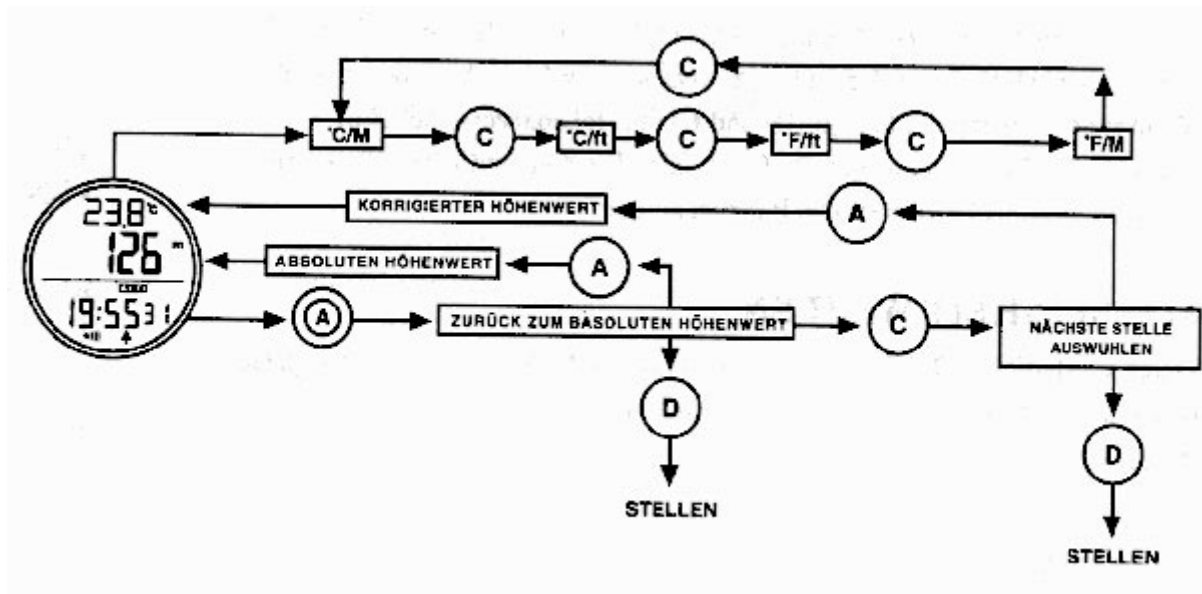 C
°C/M
C
°C/ft
C
°F/ft
C
°F/M
23.8°C
126 m
19:55 31
KORRIGIERTER HÖHENWERT
A
ABSOLUTEN HÖHENWERT
A
A
ZURÜCK ZUM BASOLUTEN HÖHENWERT
C
NÄCHSTE STELLE
AUSWUHLEN
D
STELLEN
D
STELLEN